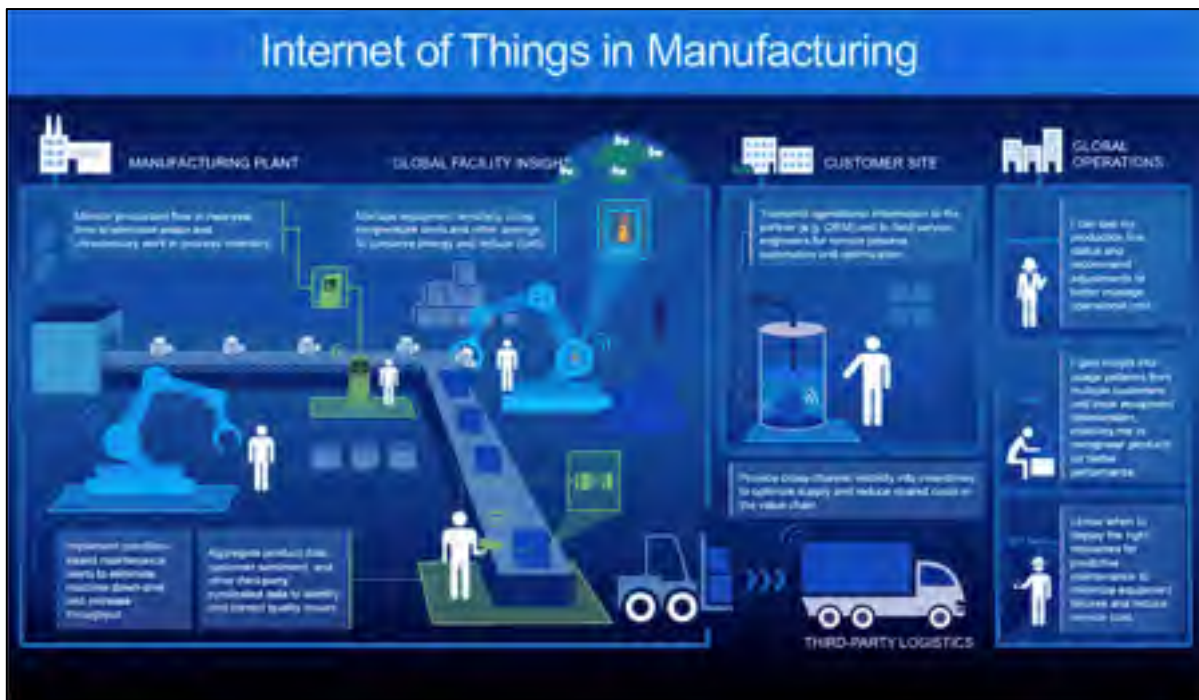 Internet of Things in Manufacturing
MANUFACTURING PLANT
GLOBAL FACILITY INSIGHT
CUSTOMER SITE
GLOBAL
OPERATIONS
Monitor production flow in near-real
time to eliminate waste and
unnecessary work in process inventory.
Manage equipment remotely, using
temperature limits and other settings
to conserve energy and reduce costs.
Transmit operational information to the
partner (e.g. OEM) and to field service
engineers for remote process
automation and optimization.
I can see my
production line
status and
recommend
adjustments to
better manage
operational cost.
I gain insight into
usage patterns from
multiple customers
and track equipment
deterioration,
enabling me to
reengineer products
for better
performance.
Provide cross-channel visibility into inventories
to optimize supply and reduce shared costs in
the value chain.
Implement condition-
based maintenance
alerts to eliminate
machine down-time
and increase
throughput.
Aggregate product data,
customer sentiment, and
other third-party
syndicated data to identify
and correct quality issues.
I know when to
deploy the right
resources for
predictive
maintenance to
minimize equipment
failures and reduce
service cost.
THIRD-PARTY LOGISTICS